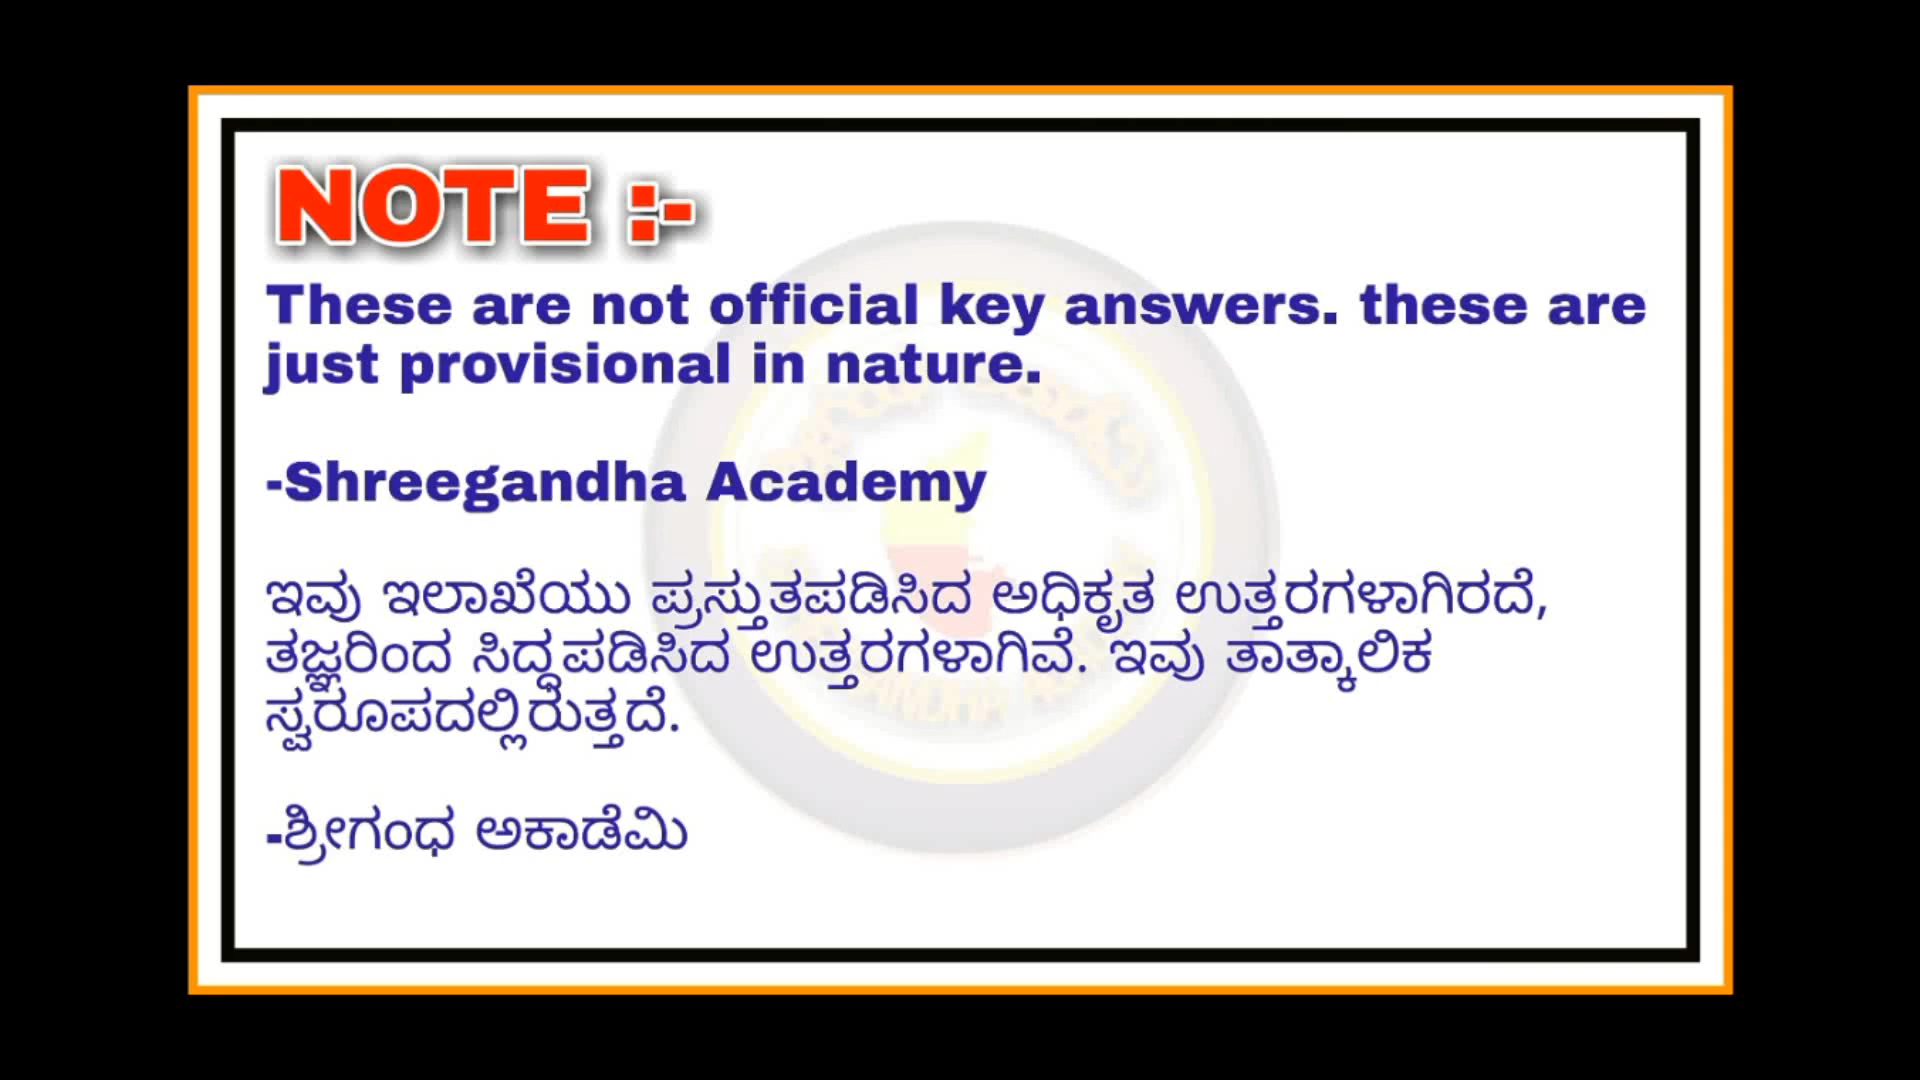 NOTE :-
These are not official key answers. these are
just provisional in nature.
-Shreegandha Academy
ಇವು ಇಲಾಖೆಯು ಪ್ರಸ್ತುತಪಡಿಸಿದ ಅಧಿಕೃತ ಉತ್ತರಗಳಾಗಿರದೆ,
ತಜ್ಞರಿಂದ ಸಿದ್ಧಪಡಿಸಿದ ಉತ್ತರಗಳಾಗಿವೆ. ಇವು ತಾತ್ಕಾಲಿಕ
ಸ್ವರೂಪದಲ್ಲಿರುತ್ತದೆ.
-ಶ್ರೀಗಂಧ ಅಕಾಡೆಮಿ